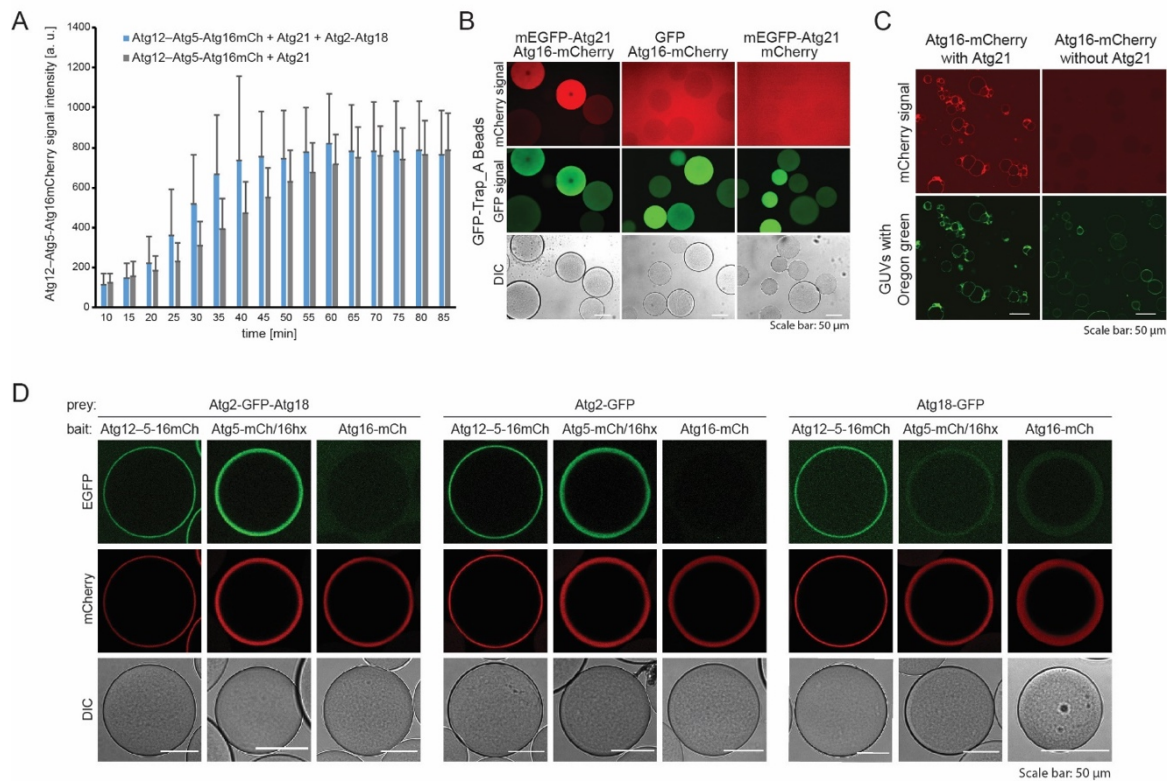 A
1400
1200
1000
800
600
400
200
0
Atg12–Atg5-Atg16mCherry signal intensity [a. u.]
Atg12–Atg5-Atg16mCh + Atg21 + Atg2-Atg18
Atg12–Atg5-Atg16mCh + Atg21
10 15 20 25 30 35 40 45 50 55 60 65 70 75 80 85
time [min]
B
mEGFP-Atg21 GFP mEGFP-Atg21
Atg16-mCherry Atg16-mCherry mCherry
GFP-Trap_A Beads
mCherry signal
GFP signal
DIC
Scale bar: 50 µm
C
Atg16-mCherry Atg16-mCherry
with Atg21 without Atg21
mCherry signal
GUVs with
Oregon green
Scale bar: 50 µm
D
prey: Atg2-GFP-Atg18 Atg2-GFP Atg18-GFP
bait: Atg12–5-16mCh Atg5-mCh/16hx Atg16-mCh Atg12–5-16mCh Atg5-mCh/16hx Atg16-mCh Atg12–5-16mCh Atg5-mCh/16hx Atg16-mCh
EGFP
mCherry
DIC
Scale bar: 50 µm